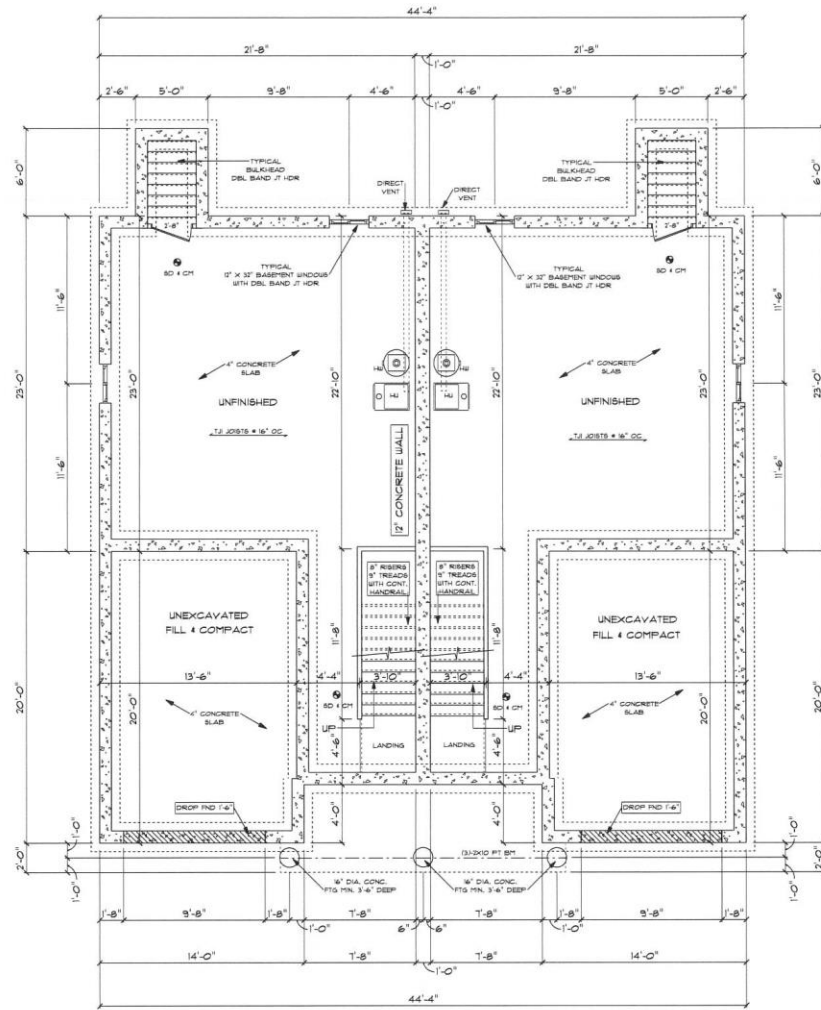 44'-4"
21'-8"
21'-8"
1'-0"
2'-6"
5'-0"
9'-8"
4'-6"
1'-0"
4'-6"
9'-8"
5'-0"
2'-6"
6'-0"
6'-0"
TYPICAL
BULKHEAD
DBL BAND JT HDR
TYPICAL
BULKHEAD
DBL BAND JT HDR
DIRECT
VENT
DIRECT
VENT
2'-8"
2'-8"
SD & CM
SD & CM
TYPICAL
12" X 32" BASEMENT WINDOWS
WITH DBL BAND JT HDR
TYPICAL
12" X 32" BASEMENT WINDOWS
WITH DBL BAND JT HDR
11'-6"
11'-6"
23'-0"
11'-6"
23'-0"
22'-10"
22'-10"
23'-0"
11'-6"
23'-0"
4" CONCRETE
SLAB
4" CONCRETE
SLAB
HW
HW
HU
HU
UNFINISHED
UNFINISHED
TJI JOISTS @ 16" OC
TJI JOISTS @ 16" OC
12" CONCRETE WALL
8" RISERS
9" TREADS
WITH CONT.
HANDRAIL
8" RISERS
9" TREADS
WITH CONT.
HANDRAIL
UNEXCAVATED
FILL & COMPACT
UNEXCAVATED
FILL & COMPACT
11'-8"
11'-8"
13'-6"
4'-4"
3'-10"
3'-10"
4'-4"
13'-6"
20'-0"
20'-0"
20'-0"
20'-0"
4" CONCRETE
SLAB
4" CONCRETE
SLAB
SD & CM
SD & CM
UP
UP
4'-6"
LANDING
LANDING
4'-6"
DROP FND 1'-6"
DROP FND 1'-6"
4'-0"
4'-0"
1'-0"
2'-0"
1'-0"
1'-0"
2'-0"
1'-0"
(3)-2X10 PT BM
16" DIA. CONC.
FTG MIN. 3'-6" DEEP
16" DIA. CONC.
FTG MIN. 3'-6" DEEP
1'-8"
9'-8"
1'-8"
1'-0"
7'-8"
6"
6"
7'-8"
1'-0"
1'-8"
9'-8"
1'-8"
14'-0"
7'-8"
1'-0"
7'-8"
14'-0"
44'-4"